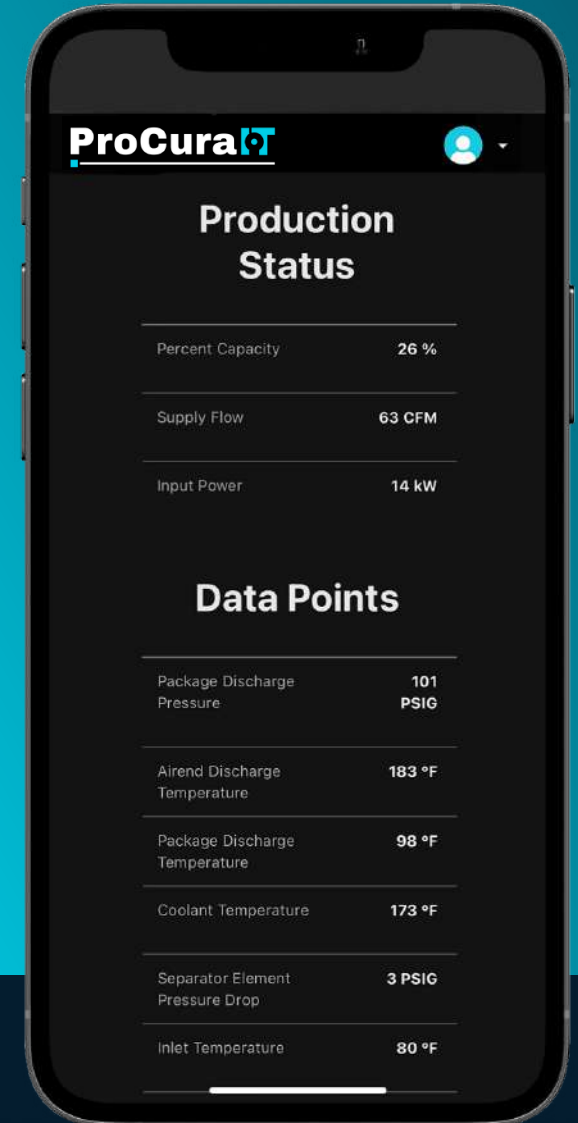 ProCuraIoT
Production
Status
Percent Capacity 26 %
Supply Flow 63 CFM
Input Power 14 kW
Data Points
Package Discharge 101
Pressure PSIG
Airend Discharge 183 °F
Temperature
Package Discharge 98 °F
Temperature
Coolant Temperature 173 °F
Separator Element 3 PSIG
Pressure Drop
Inlet Temperature 80 °F